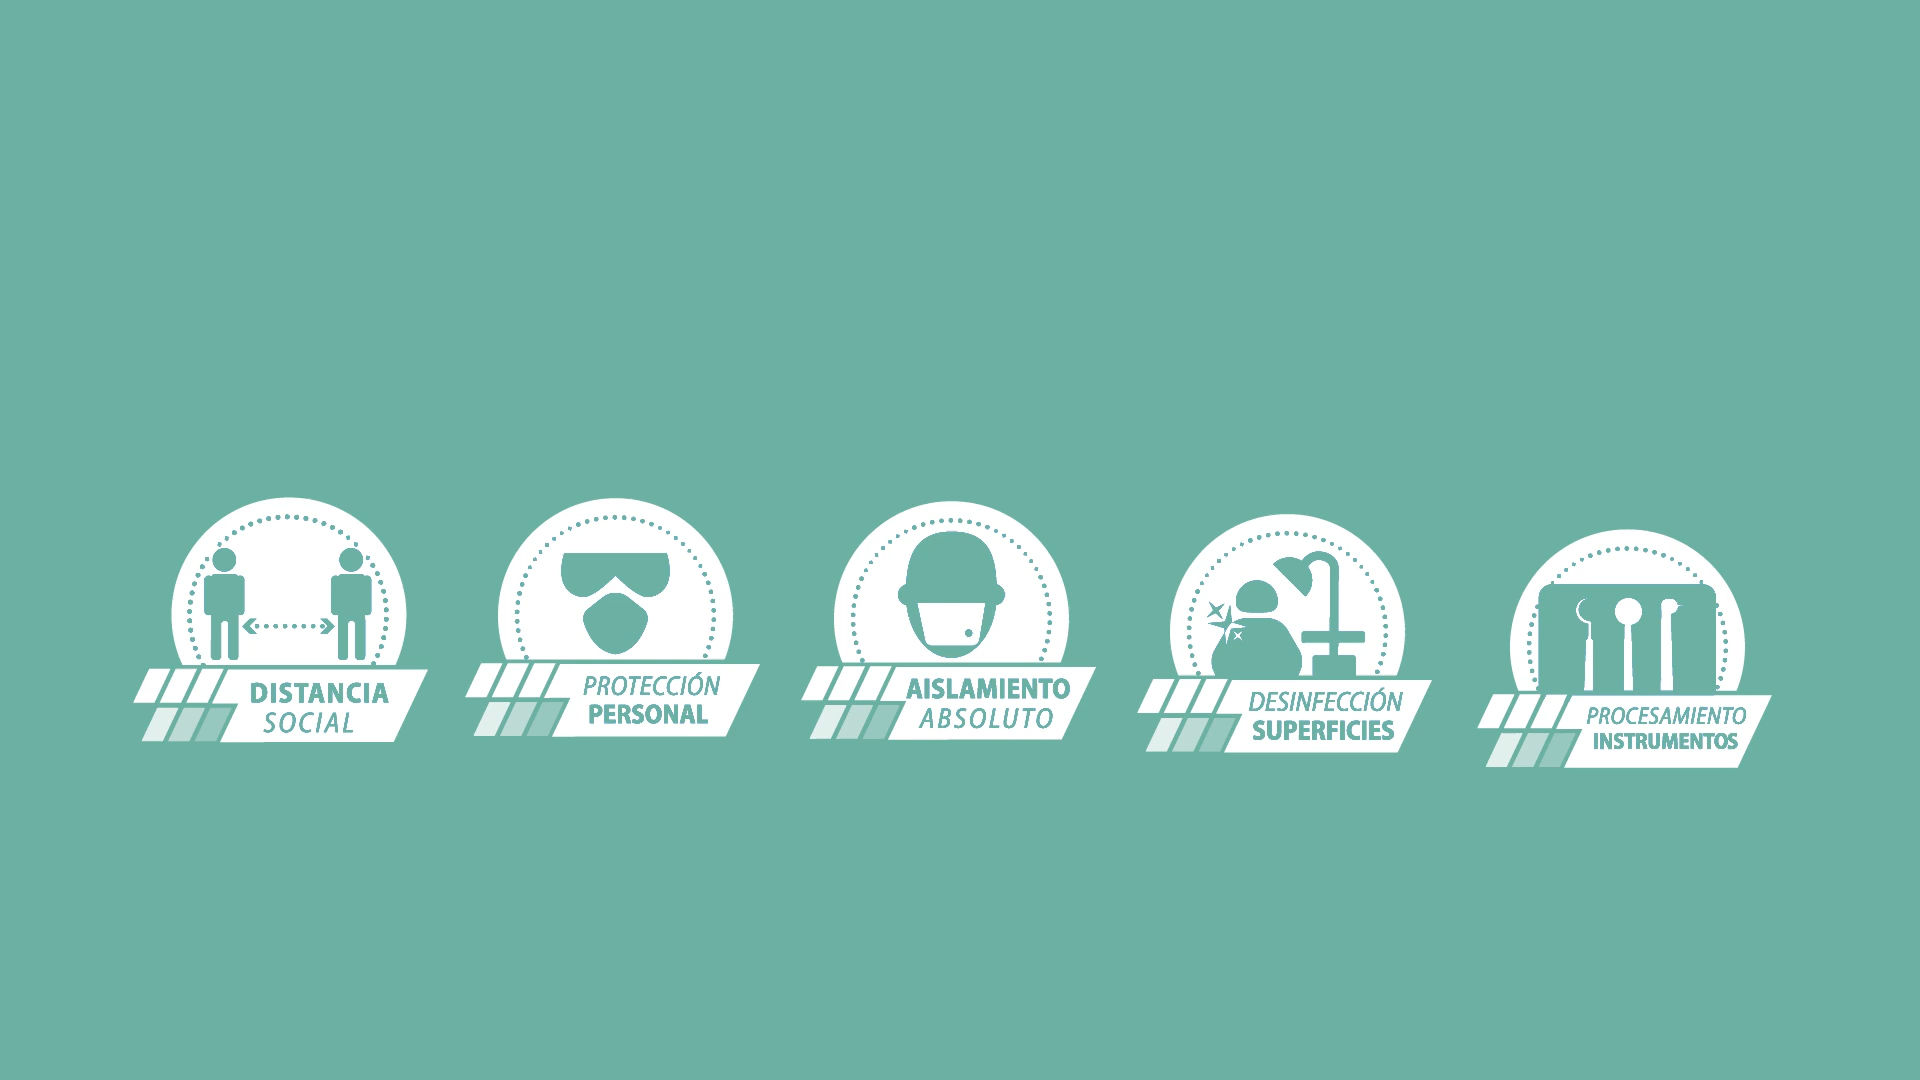 DISTANCIA
SOCIAL
PROTECCIÓN
PERSONAL
AISLAMIENTO
ABSOLUTO
DESINFECCIÓN
SUPERFICIES
PROCESAMIENTO
INSTRUMENTOS